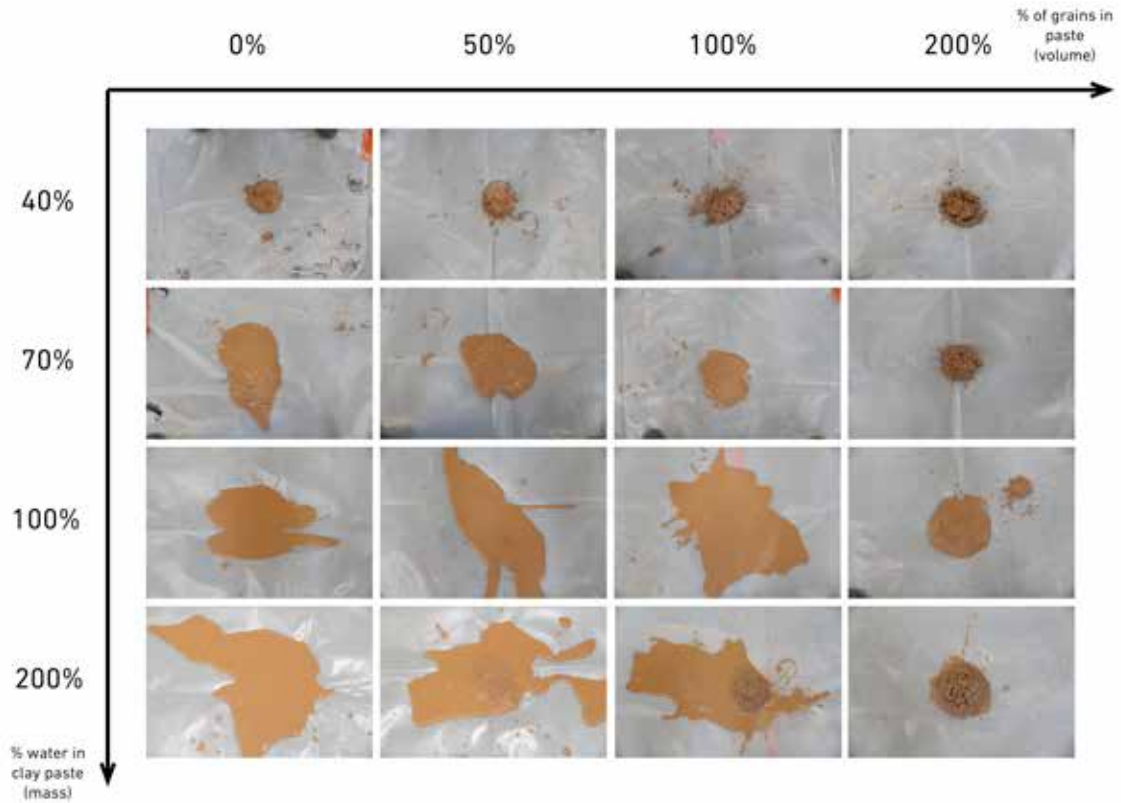 % of grains in
paste
(volume)
0%
50%
100%
200%
40%
70%
100%
200%
% water in
clay paste
(mass)